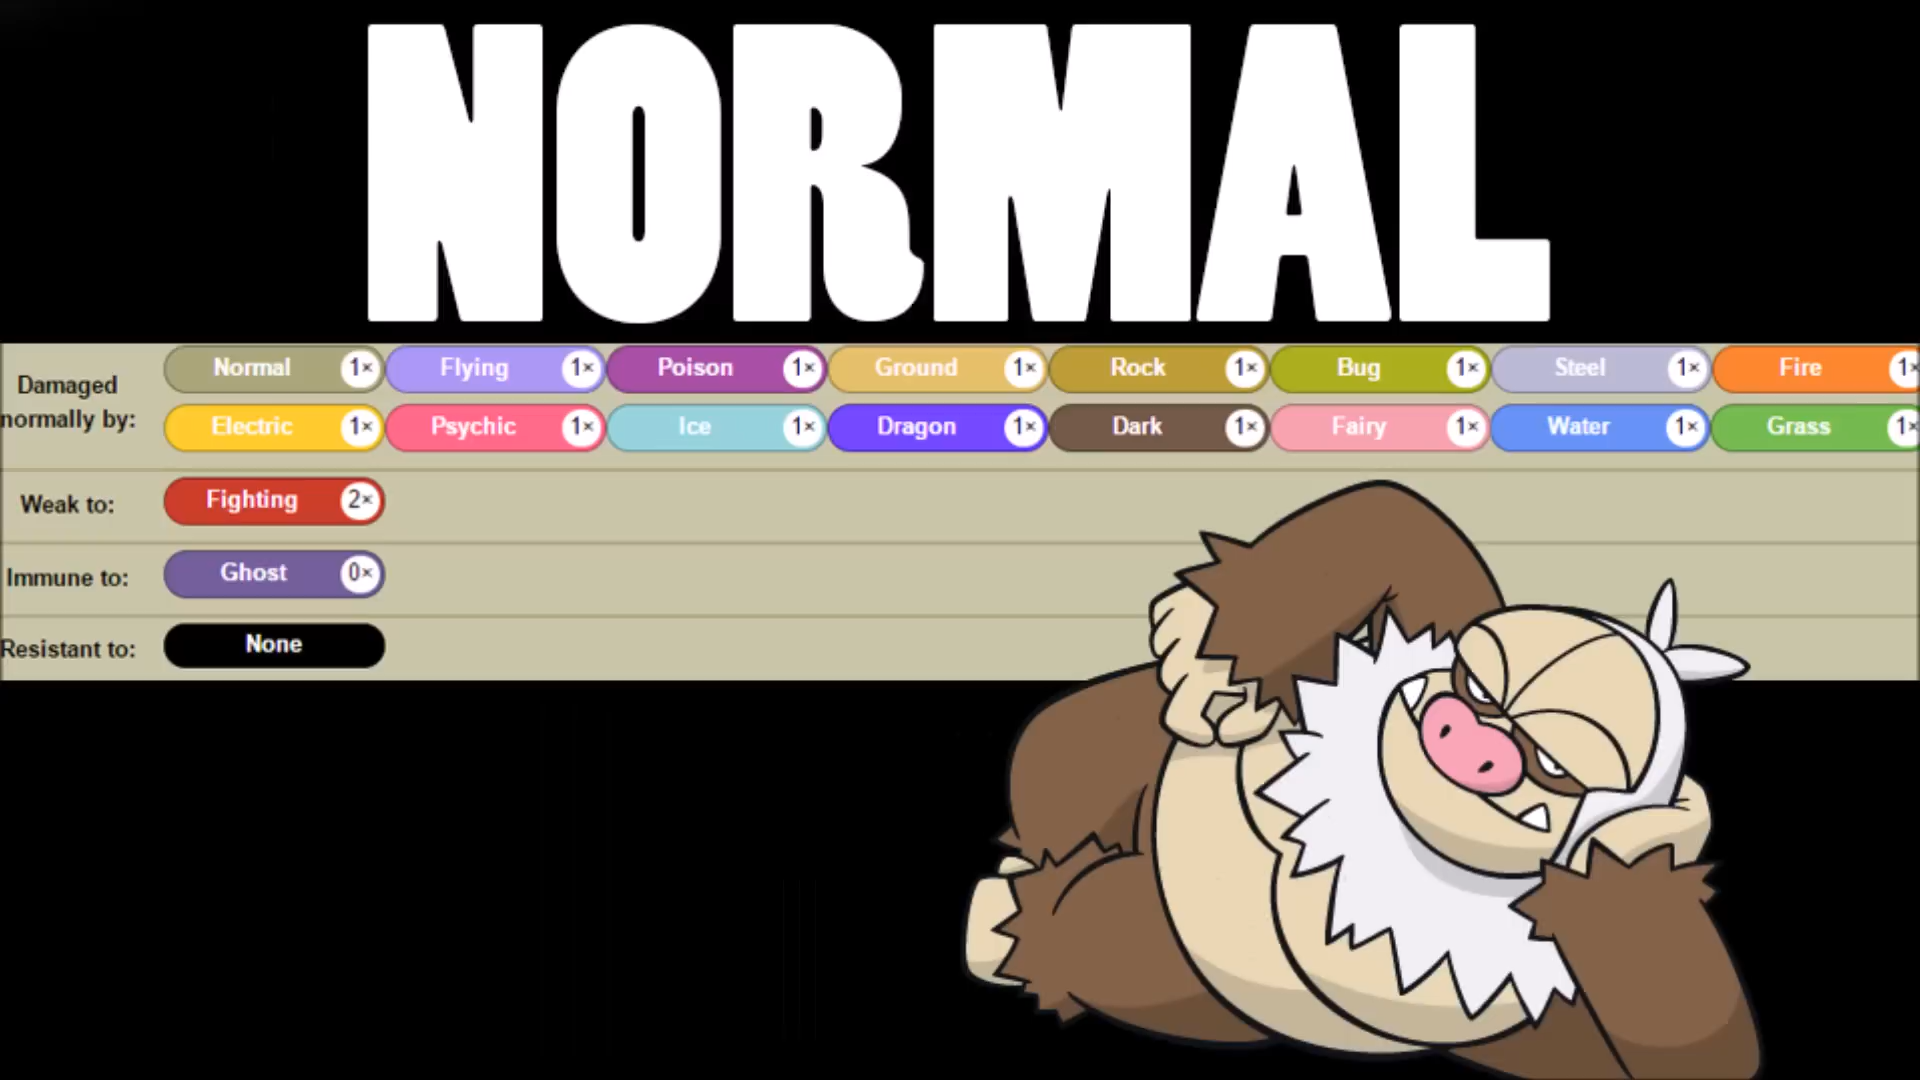 NORMAL
Damaged normally by:
Normal 1× Flying 1× Poison 1× Ground 1× Rock 1× Bug 1× Steel 1× Fire 1×
Electric 1× Psychic 1× Ice 1× Dragon 1× Dark 1× Fairy 1× Water 1× Grass 1×
Weak to: Fighting 2×
Immune to: Ghost 0×
Resistant to: None